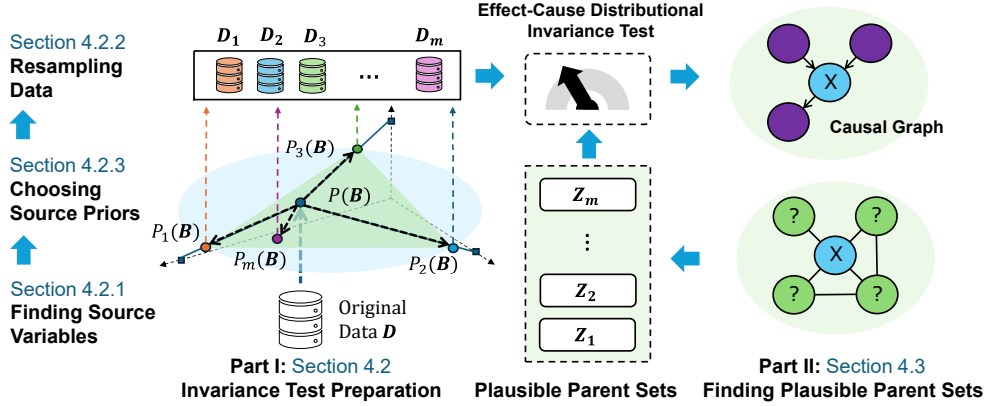 Section 4.2.2
Resampling
Data
Section 4.2.3
Choosing
Source Priors
Section 4.2.1
Finding Source
Variables
D₁
D₂
D₃
Dₘ
...
P₃(B)
P(B)
P₁(B)
Pₘ(B)
P₂(B)
Original
Data D
Part I: Section 4.2
Invariance Test Preparation
Effect-Cause Distributional
Invariance Test
Zₘ
⋮
Z₂
Z₁
Plausible Parent Sets
X
Causal Graph
?
?
X
?
?
Part II: Section 4.3
Finding Plausible Parent Sets